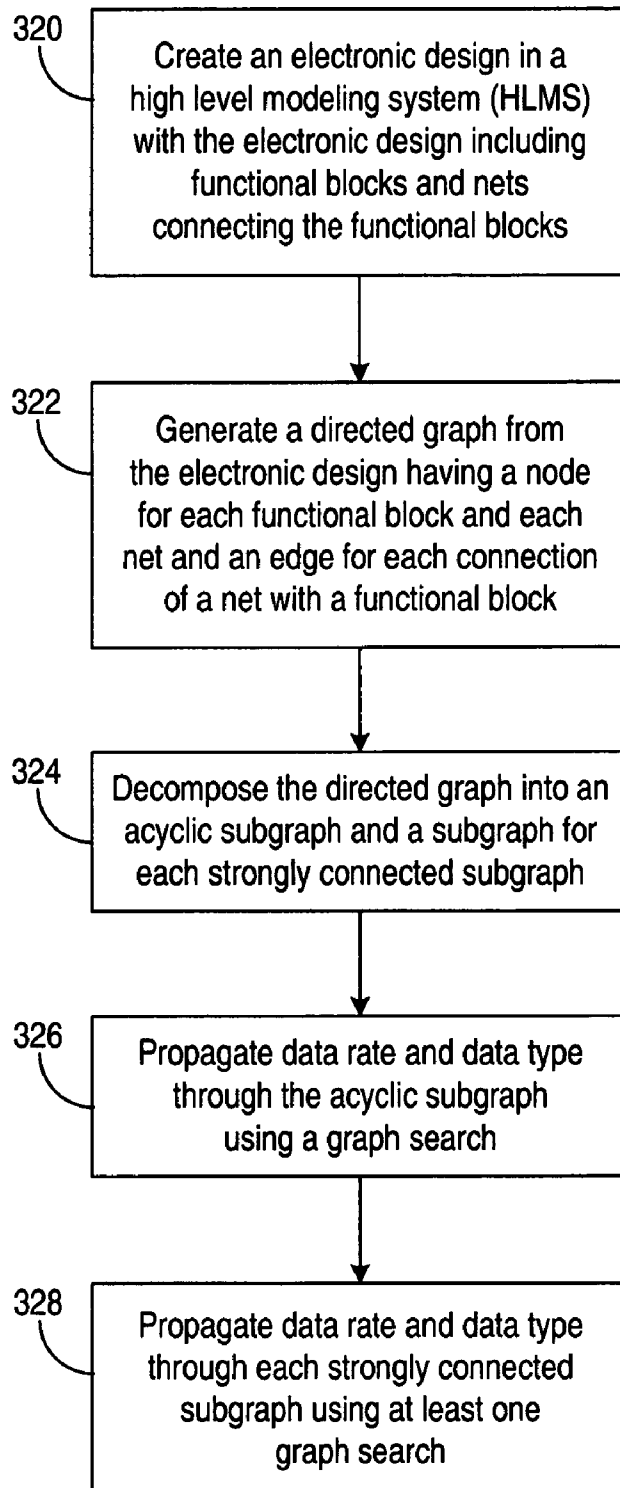 320
Create an electronic design in a
high level modeling system (HLMS)
with the electronic design including
functional blocks and nets
connecting the functional blocks
322
Generate a directed graph from
the electronic design having a node
for each functional block and each
net and an edge for each connection
of a net with a functional block
324
Decompose the directed graph into an
acyclic subgraph and a subgraph for
each strongly connected subgraph
326
Propagate data rate and data type
through the acyclic subgraph
using a graph search
328
Propagate data rate and data type
through each strongly connected
subgraph using at least one
graph search